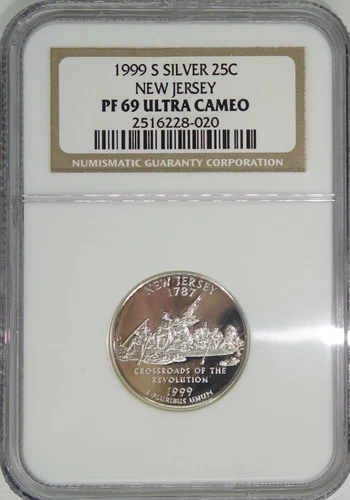 1999 S SILVER 25C
NEW JERSEY
PF 69 ULTRA CAMEO
2516228-020
NUMISMATIC GUARANTY CORPORATION
NEW JERSEY
1787
CROSSROADS OF THE
REVOLUTION
1999
E PLURIBUS UNUM